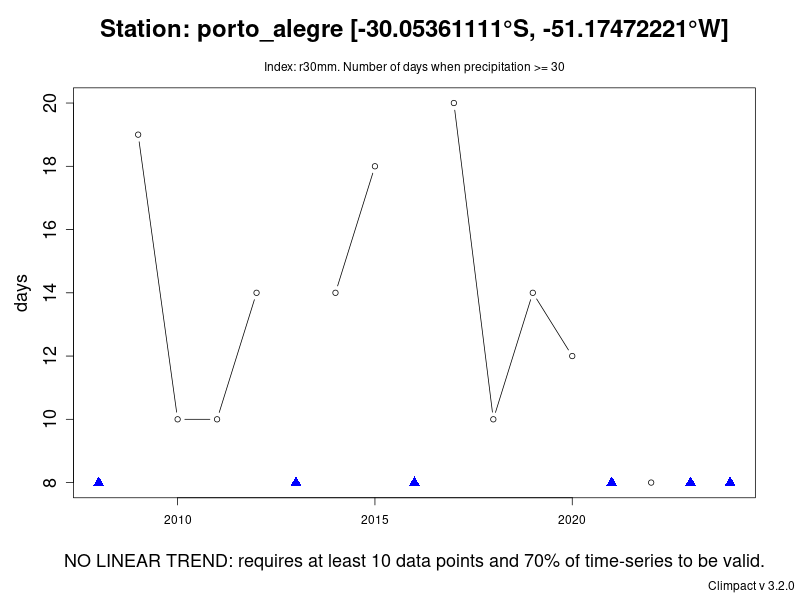 Station: porto_alegre [-30.05361111°S, -51.17472221°W]
Index: r30mm. Number of days when precipitation >= 30
20
18
16
14
12
10
8
days
2010
2015
2020
NO LINEAR TREND: requires at least 10 data points and 70% of time-series to be valid.
Climpact v 3.2.0